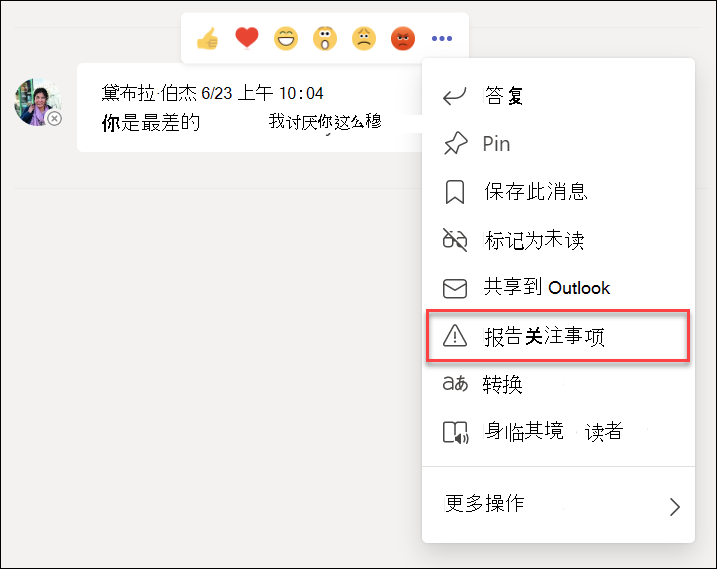 黛布拉·伯杰 6/23 上午 10:04
你是最差的 我讨厌你这么穆
答复
Pin
保存此消息
标记为未读
共享到 Outlook
报告关注事项
转换
身临其境 读者
更多操作